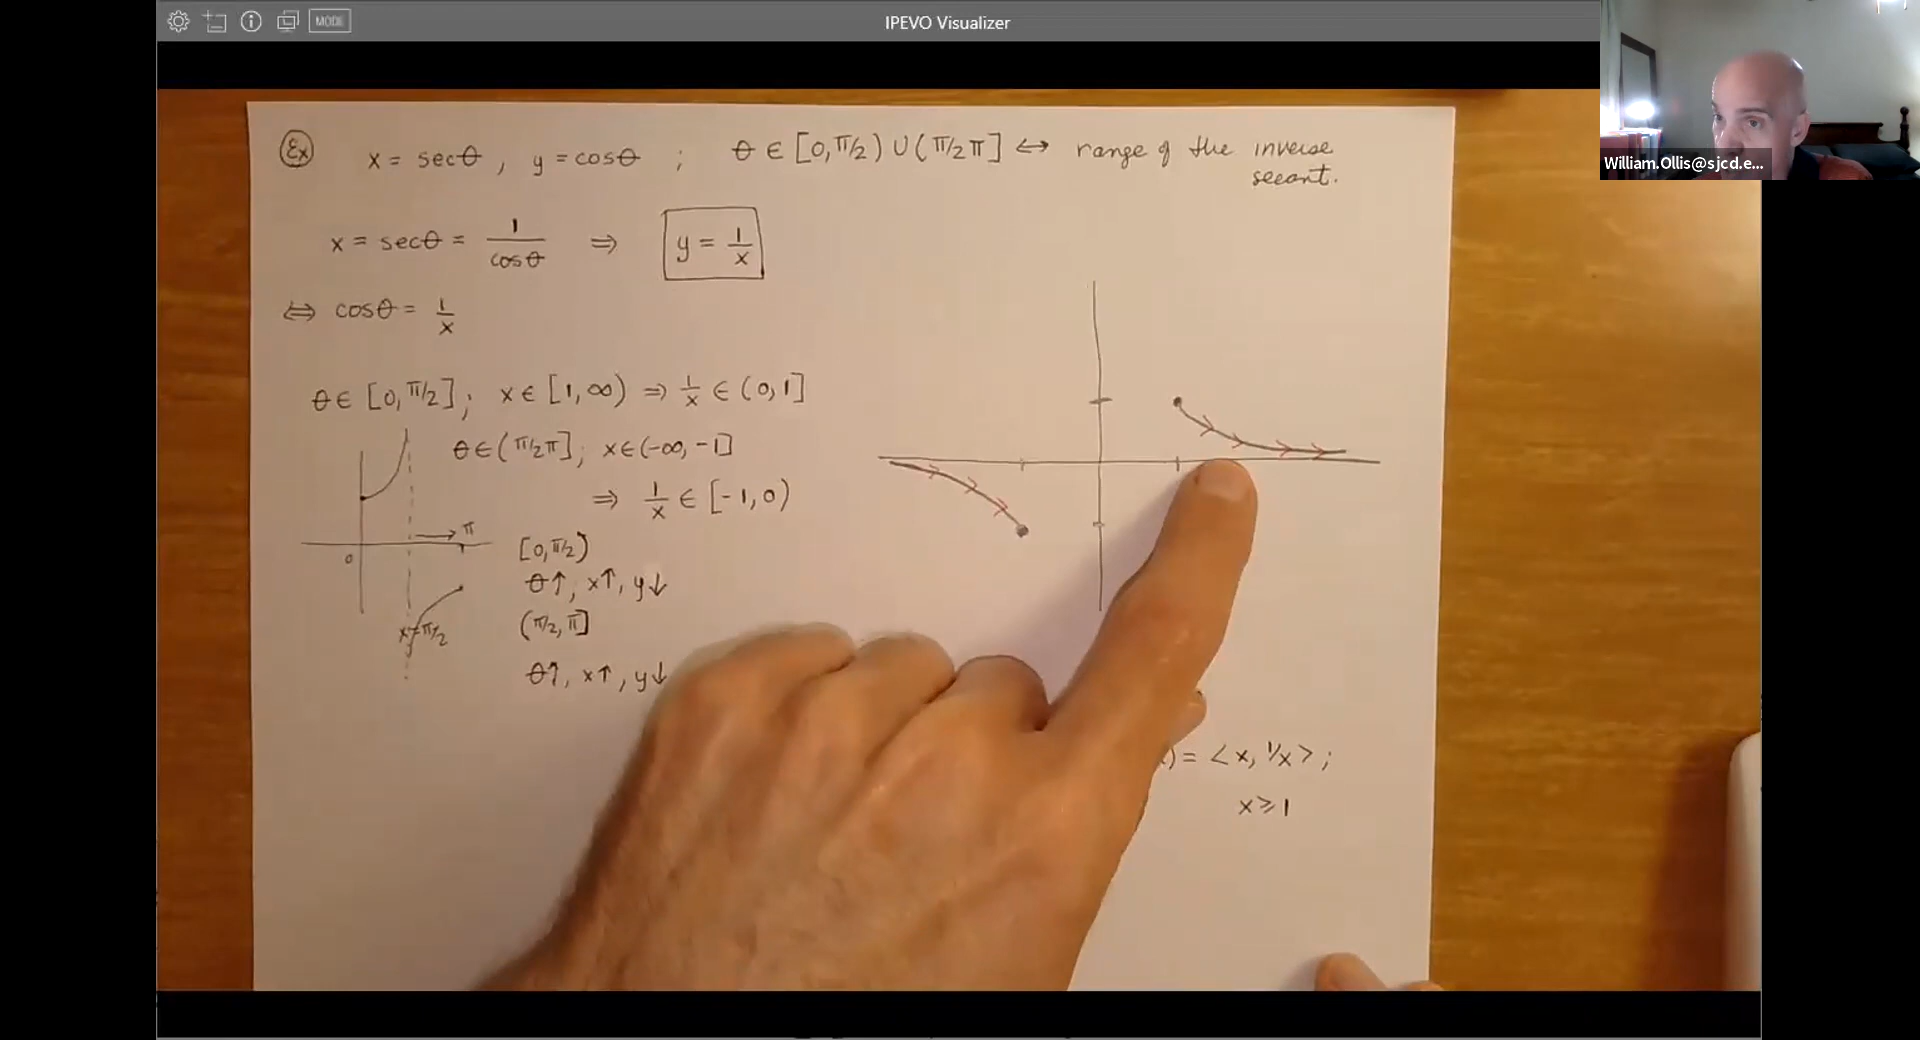 MODE
IPEVO Visualizer
William.Ollis@sjcd.e...
Ex x = secθ , y = cosθ ; θ ∈ [0, π/2) ∪ (π/2 π] ↔ range of the inverse
secant.
x = secθ = 1/cosθ ⇒ y = 1/x
⇔ cosθ = 1/x
θ ∈ [0, π/2] ; x ∈ [1, ∞) ⇒ 1/x ∈ (0, 1]
θ ∈ (π/2 π] ; x ∈ (-∞, -1]
⇒ 1/x ∈ [-1, 0)
π
0
x=π/2
[0, π/2)
θ↑, x↑, y↓
(π/2, π]
θ↑, x↑, y↓
) = <x, 1/x> ;
x ≥ 1